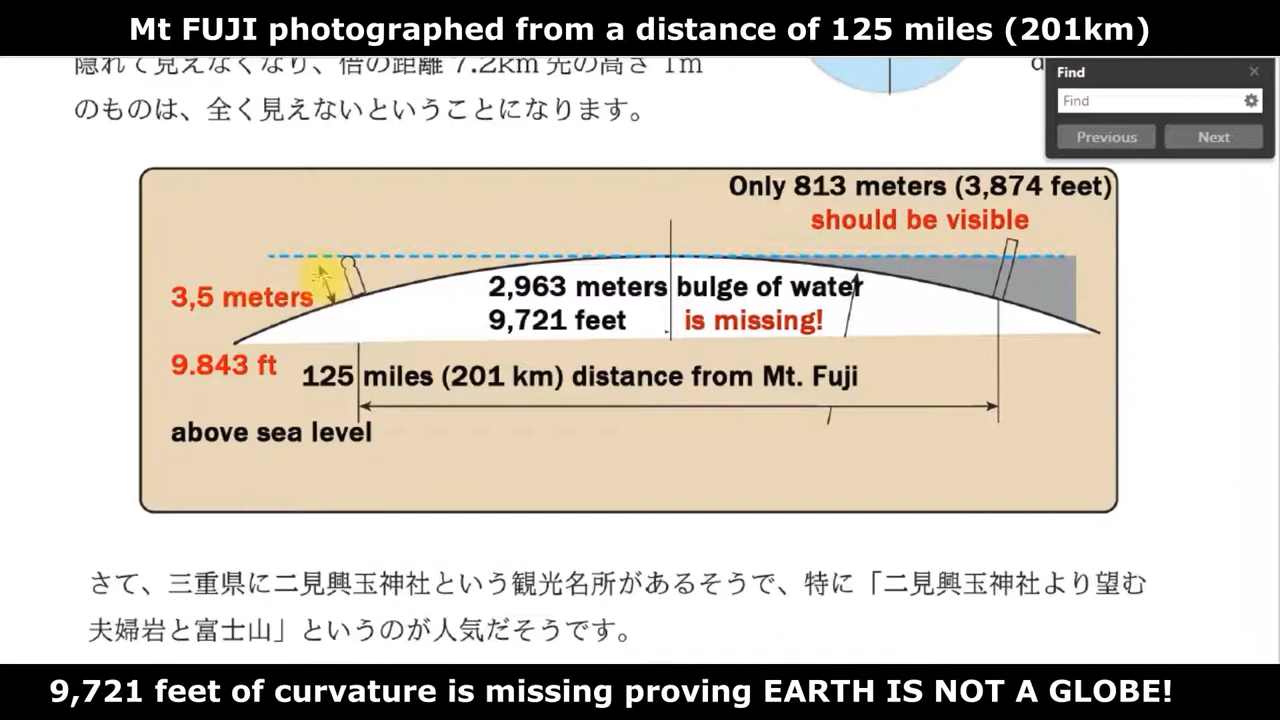 Mt FUJI photographed from a distance of 125 miles (201km)
隠れて見えなくなり、倍の距離 7.2km 先の高さ 1m
のものは、全く見えないということになります。
Find
Find
Previous
Next
Only 813 meters (3,874 feet)
should be visible
3,5 meters
2,963 meters bulge of water
9,721 feet is missing!
9.843 ft
125 miles (201 km) distance from Mt. Fuji
above sea level
さて、三重県に二見興玉神社という観光名所があるそうで、特に「二見興玉神社より望む
夫婦岩と富士山」というのが人気だそうです。
9,721 feet of curvature is missing proving EARTH IS NOT A GLOBE!